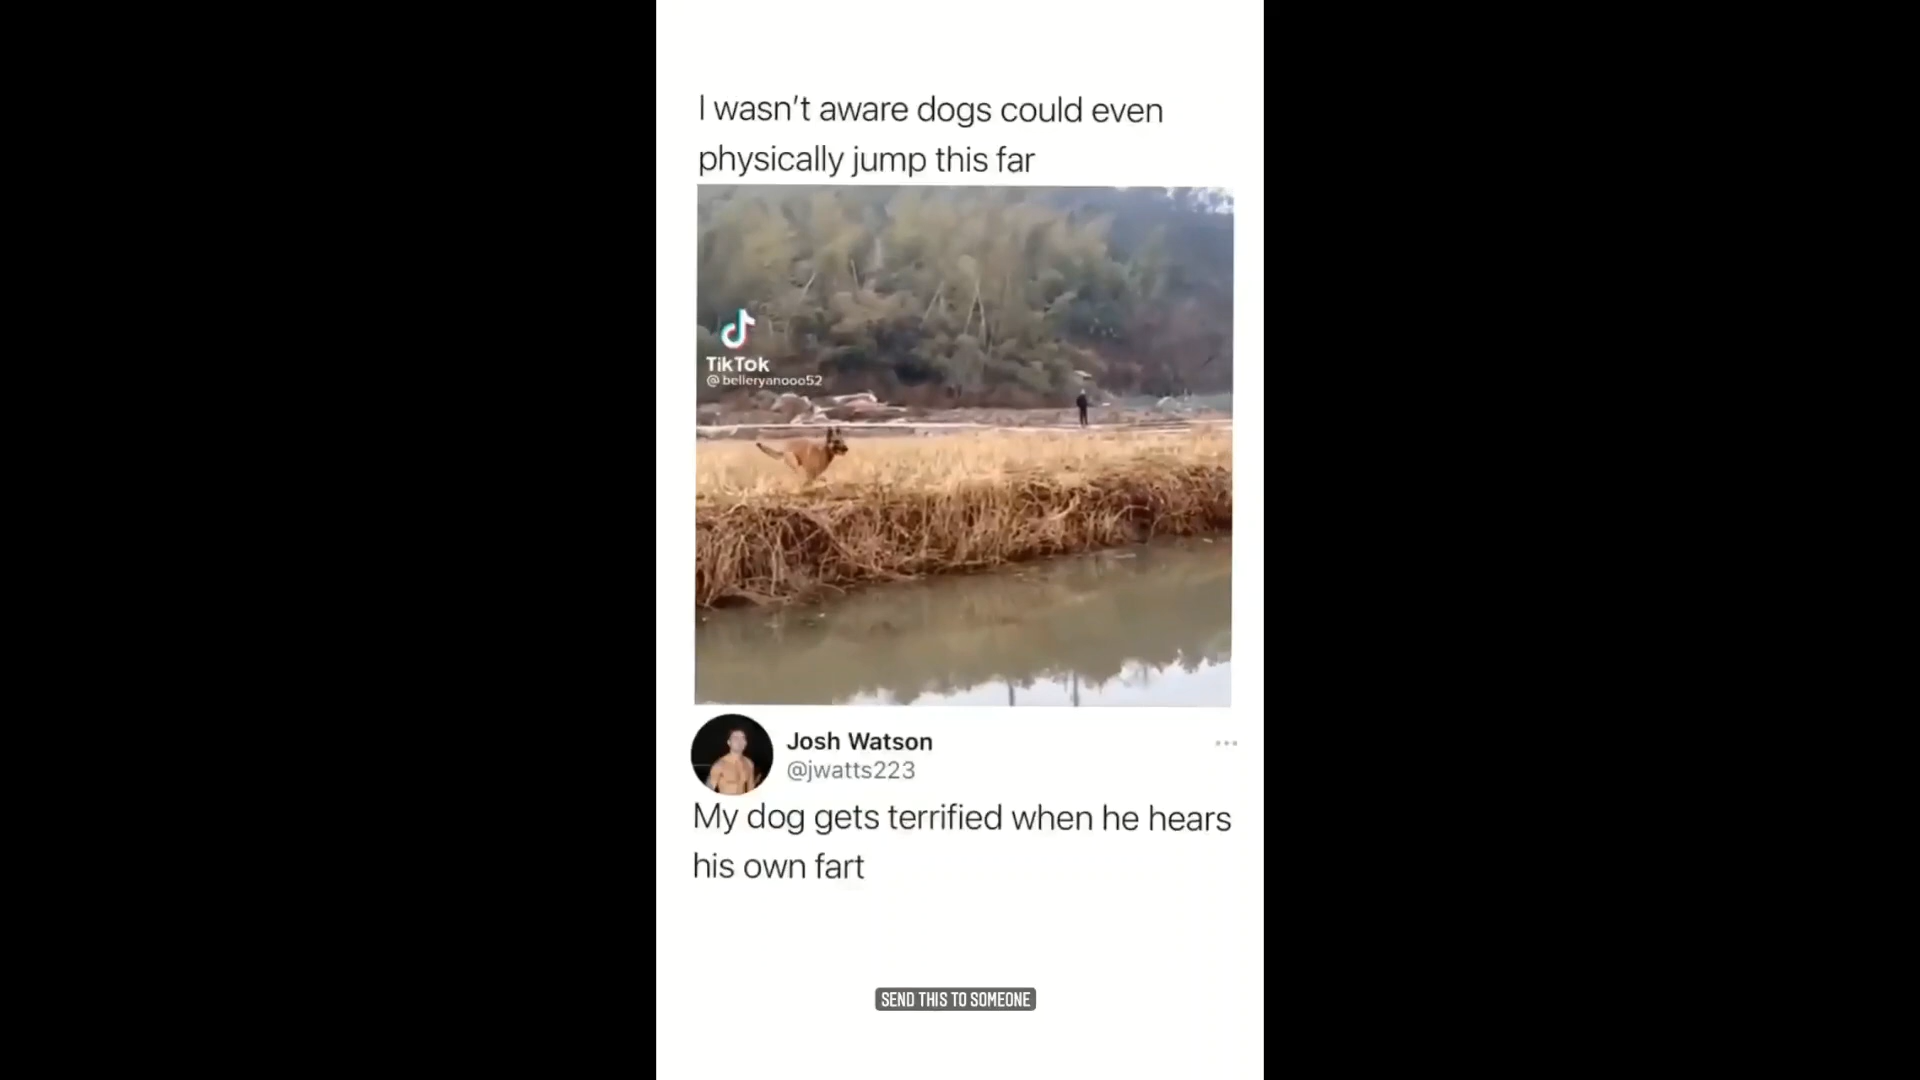 I wasn't aware dogs could even
physically jump this far
TikTok
@belleryanooo52
Josh Watson
@jwatts223
My dog gets terrified when he hears
his own fart
SEND THIS TO SOMEONE